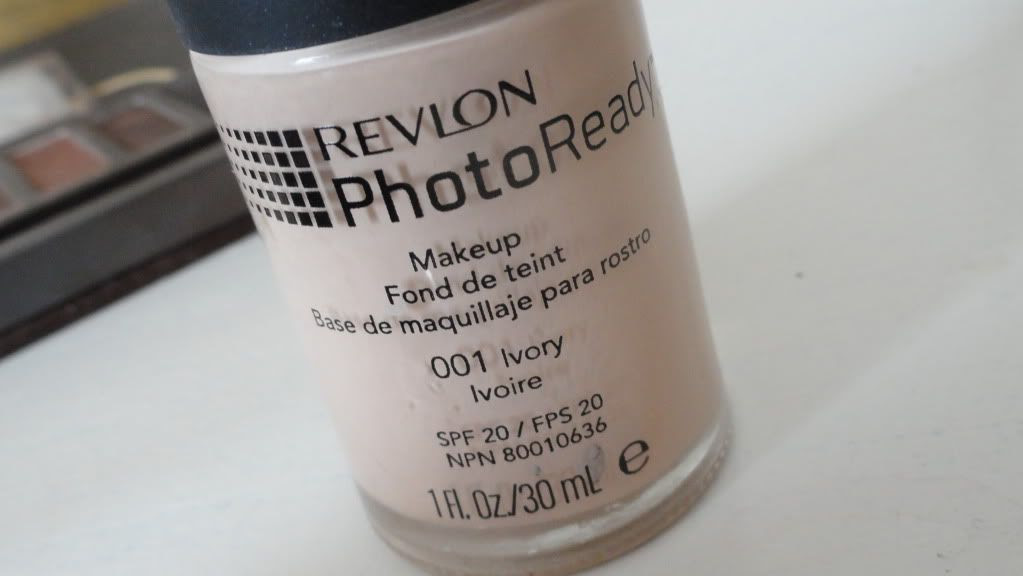 REVLON
PhotoReady™
Makeup
Fond de teint
Base de maquillaje para rostro
001 Ivory
Ivoire
SPF 20 / FPS 20
NPN 80010636
1 Fl. Oz./30 mL ℮